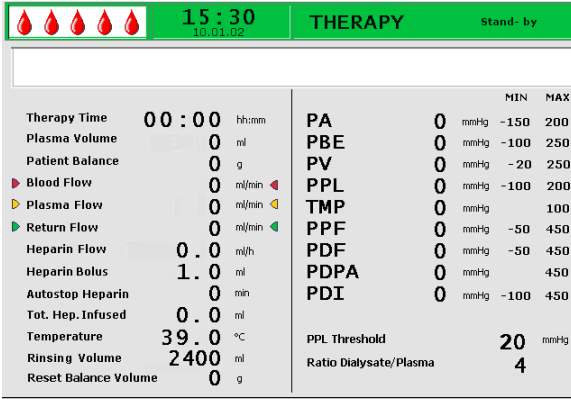 15:30 THERAPY Stand- by
10.01.02
MIN MAX
Therapy Time 00:00 hh:mm
Plasma Volume 0 ml
Patient Balance 0 g
Blood Flow 0 ml/min
Plasma Flow 0 ml/min
Return Flow 0 ml/min
Heparin Flow 0.0 ml/h
Heparin Bolus 1.0 ml
Autostop Heparin 0 min
Tot. Hep. Infused 0.0 ml
Temperature 39.0 °C
Rinsing Volume 2400 ml
Reset Balance Volume 0 g
PA 0 mmHg -150 200
PBE 0 mmHg -100 250
PV 0 mmHg -20 250
PPL 0 mmHg -100 200
TMP 0 mmHg 100
PPF 0 mmHg -50 450
PDF 0 mmHg -50 450
PDPA 0 mmHg 450
PDI 0 mmHg -100 450
PPL Threshold 20 mmHg
Ratio Dialysate/Plasma 4